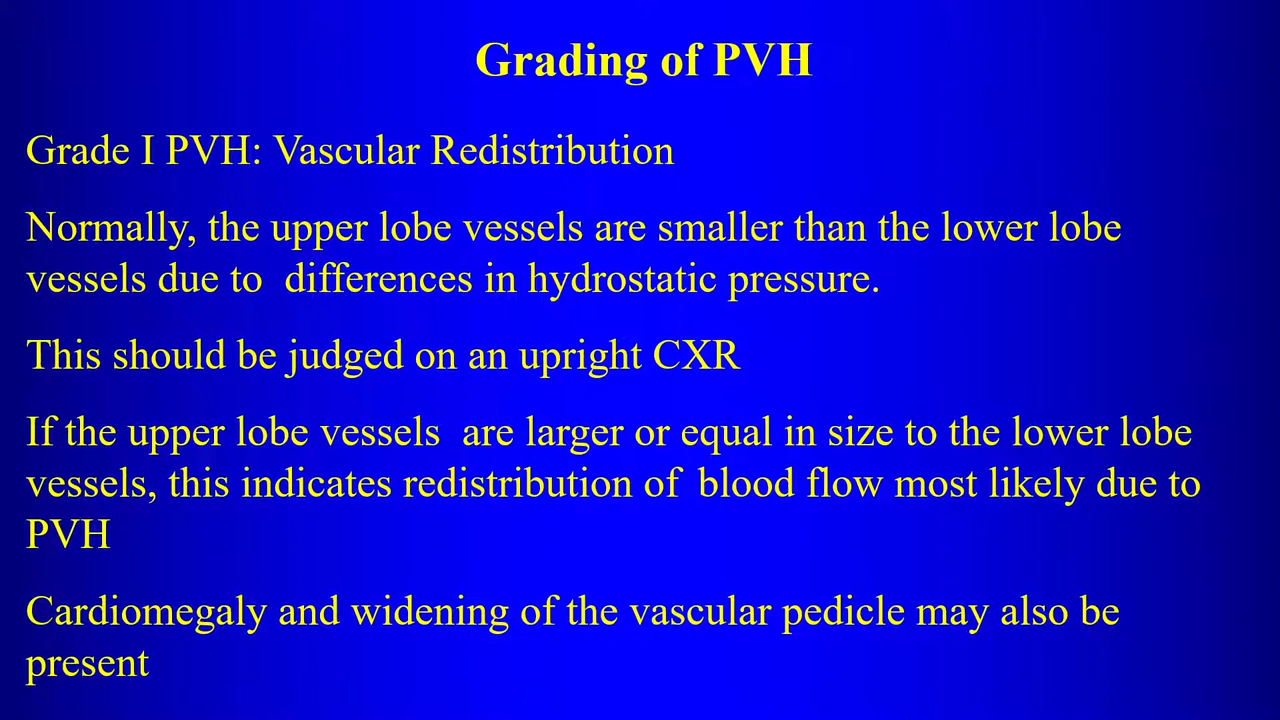 Grading of PVH
Grade I PVH: Vascular Redistribution
Normally, the upper lobe vessels are smaller than the lower lobe
vessels due to  differences in hydrostatic pressure.
This should be judged on an upright CXR
If the upper lobe vessels  are larger or equal in size to the lower lobe
vessels, this indicates redistribution of  blood flow most likely due to
PVH
Cardiomegaly and widening of the vascular pedicle may also be
present